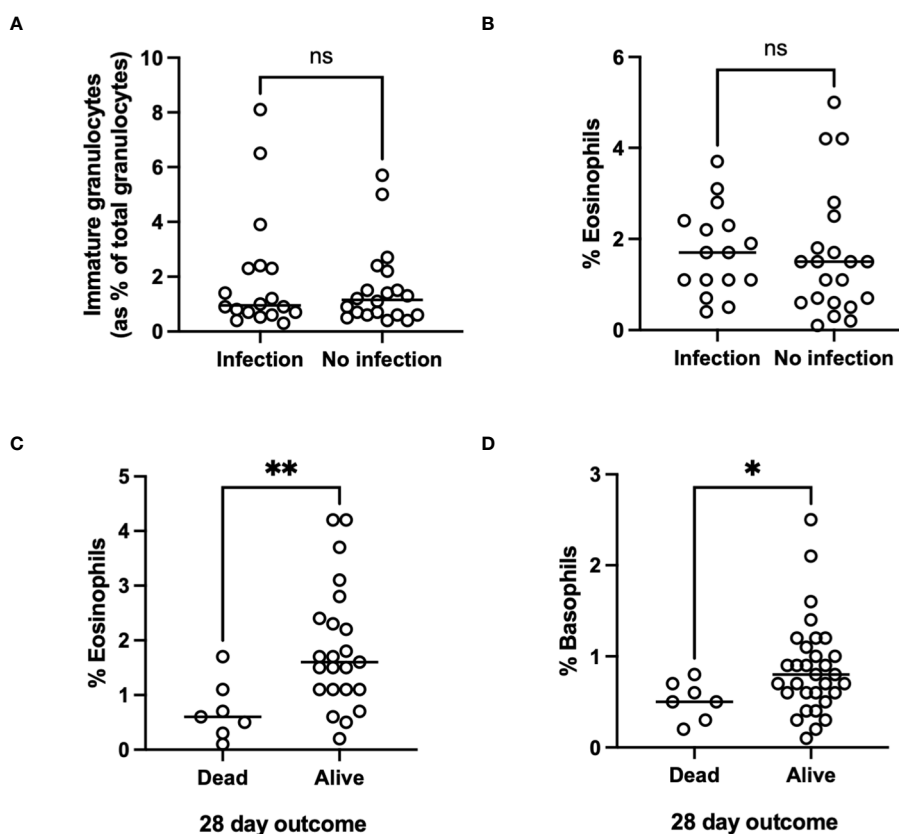 A
Immature granulocytes
(as % of total granulocytes)
10
8
6
4
2
0
ns
Infection
No infection
B
% Eosinophils
6
4
2
0
ns
Infection
No infection
C
% Eosinophils
5
4
3
2
1
0
**
Dead
Alive
28 day outcome
D
% Basophils
3
2
1
0
*
Dead
Alive
28 day outcome